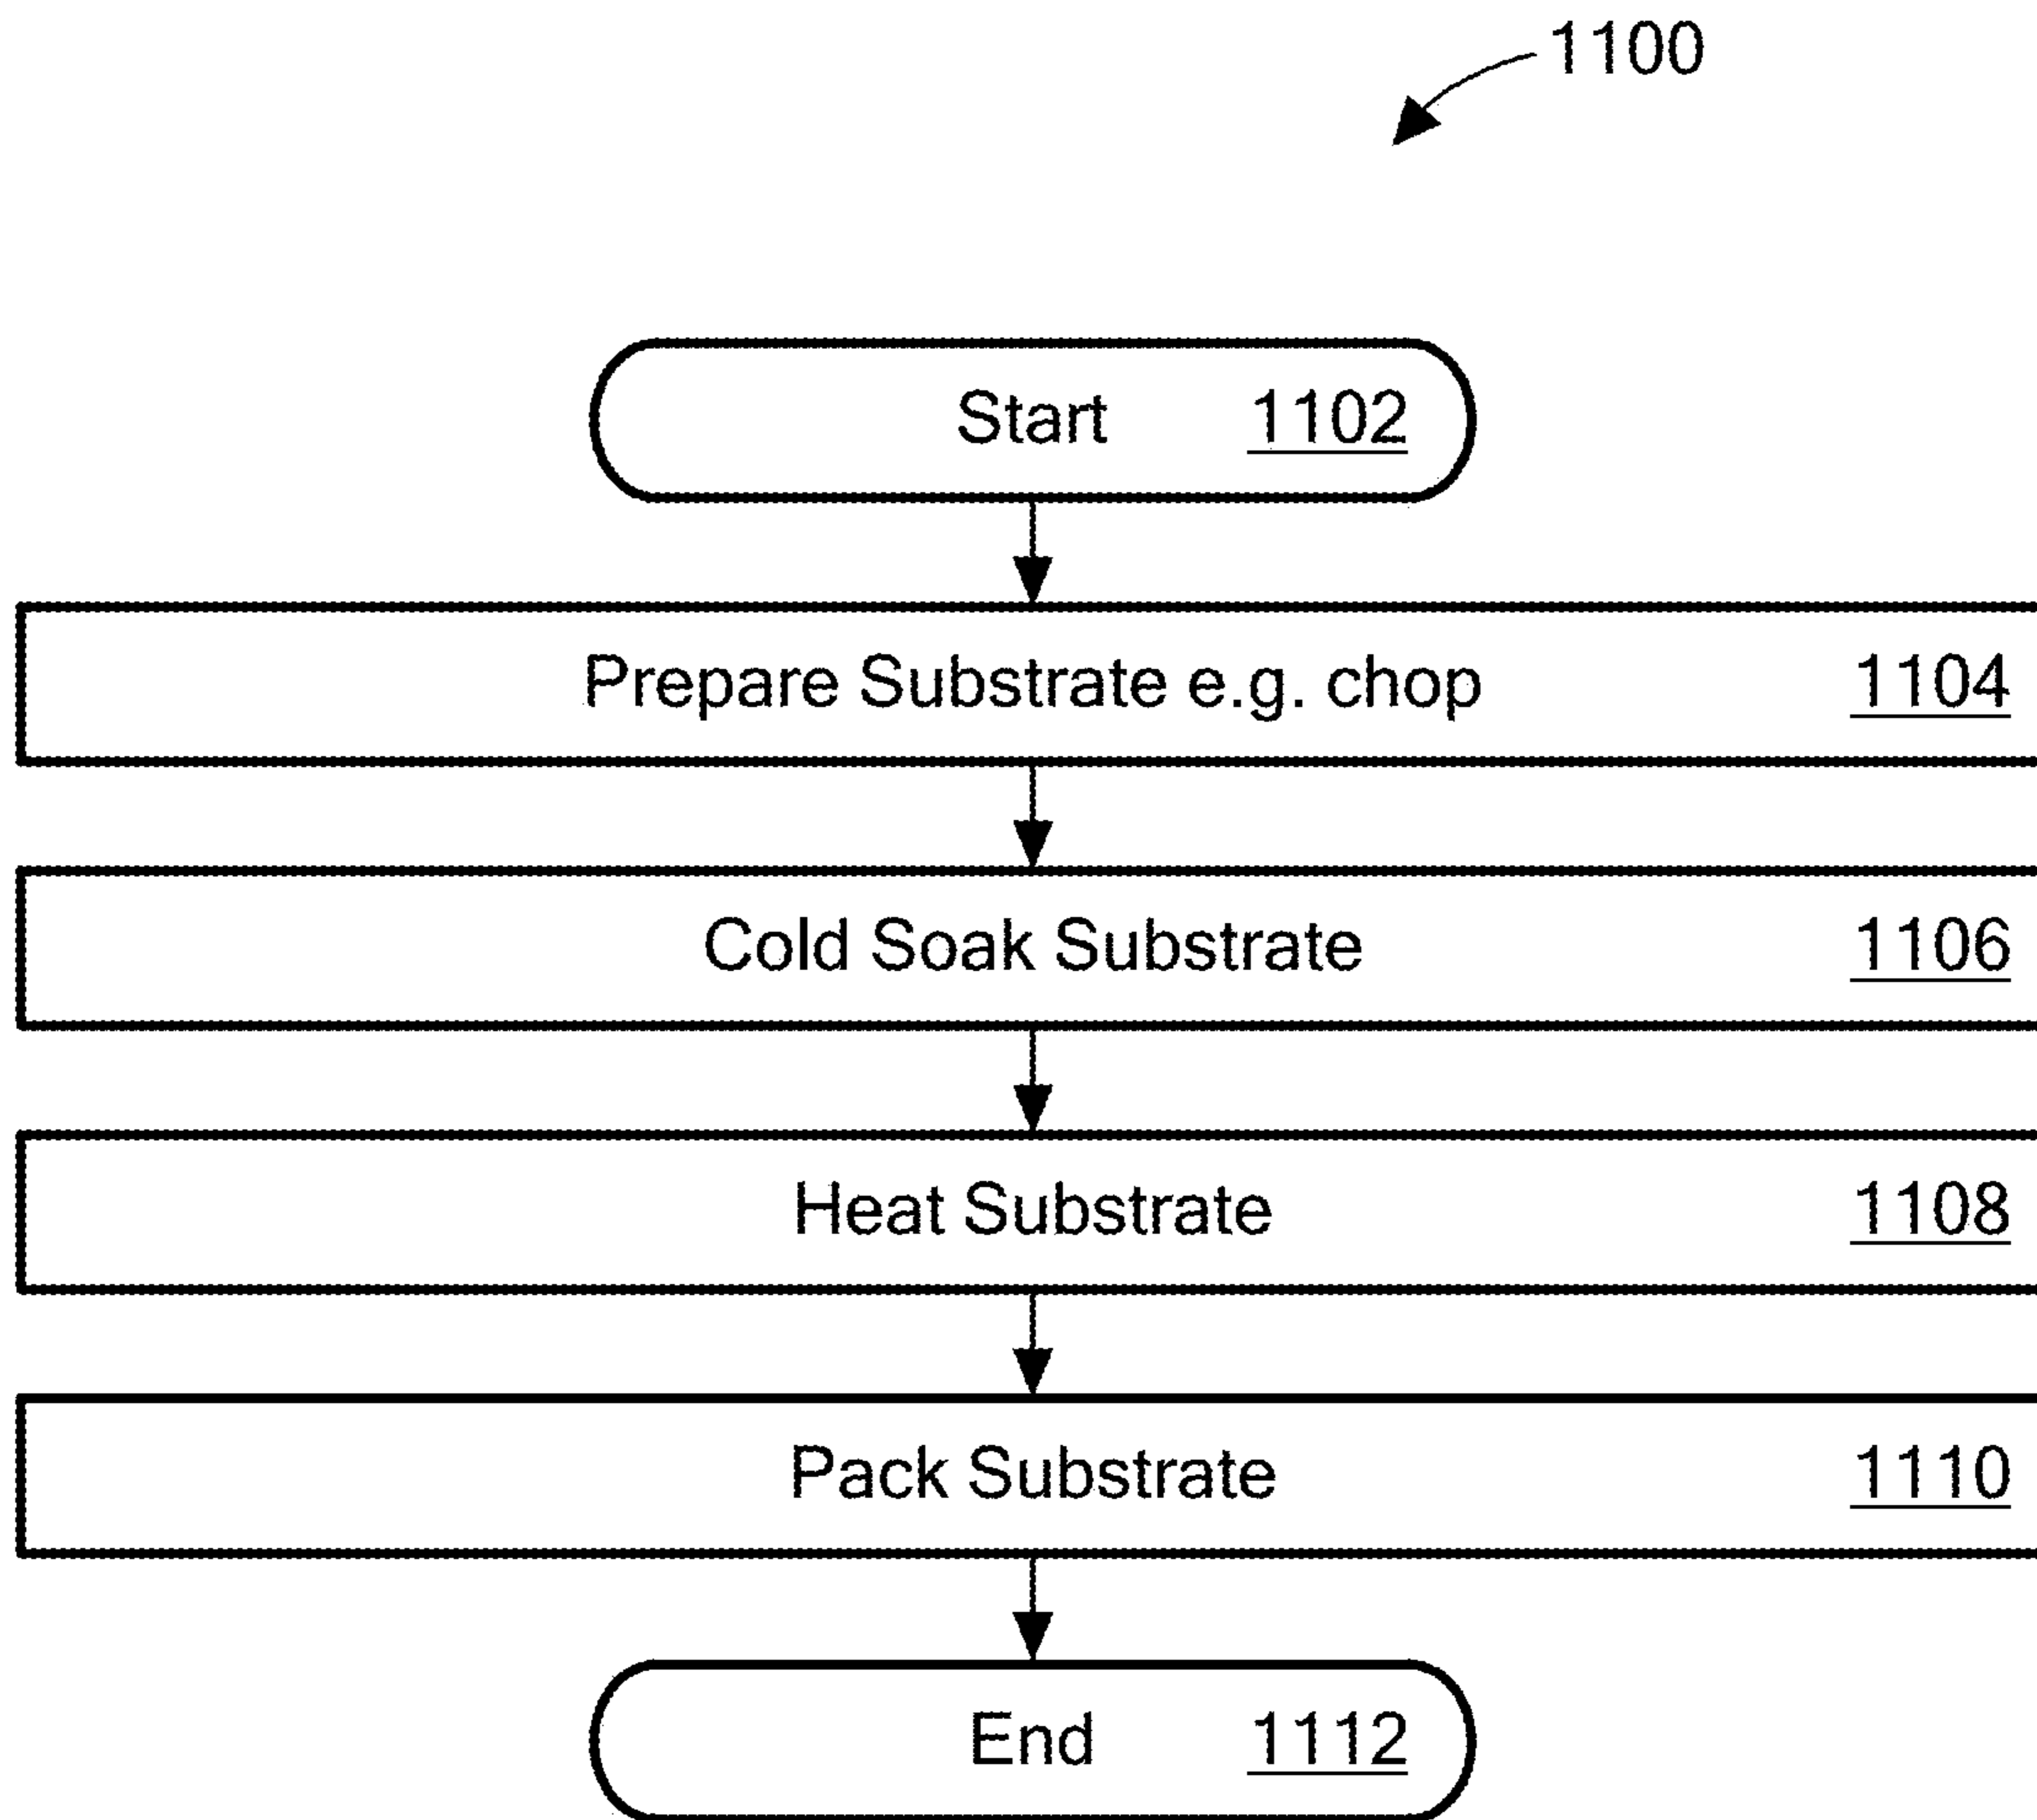 1100
Start 1102
Prepare Substrate e.g. chop 1104
Cold Soak Substrate 1106
Heat Substrate 1108
Pack Substrate 1110
End 1112